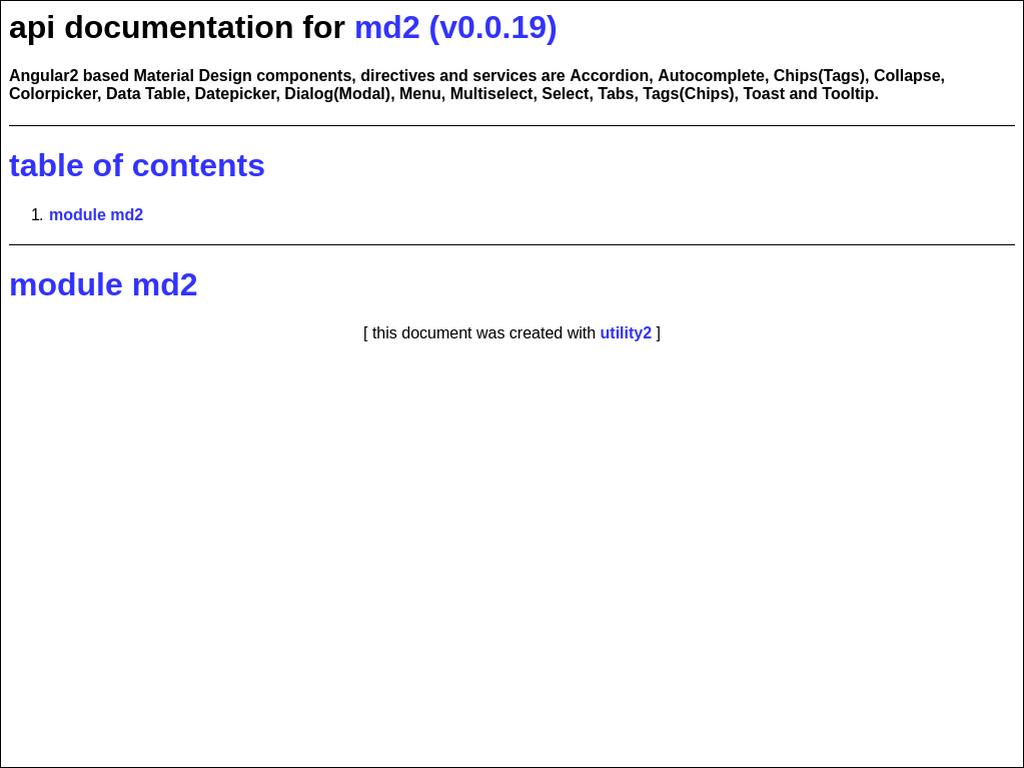 api documentation for md2 (v0.0.19)
Angular2 based Material Design components, directives and services are Accordion, Autocomplete, Chips(Tags), Collapse,
Colorpicker, Data Table, Datepicker, Dialog(Modal), Menu, Multiselect, Select, Tabs, Tags(Chips), Toast and Tooltip.
table of contents
1. module md2
module md2
[ this document was created with utility2 ]